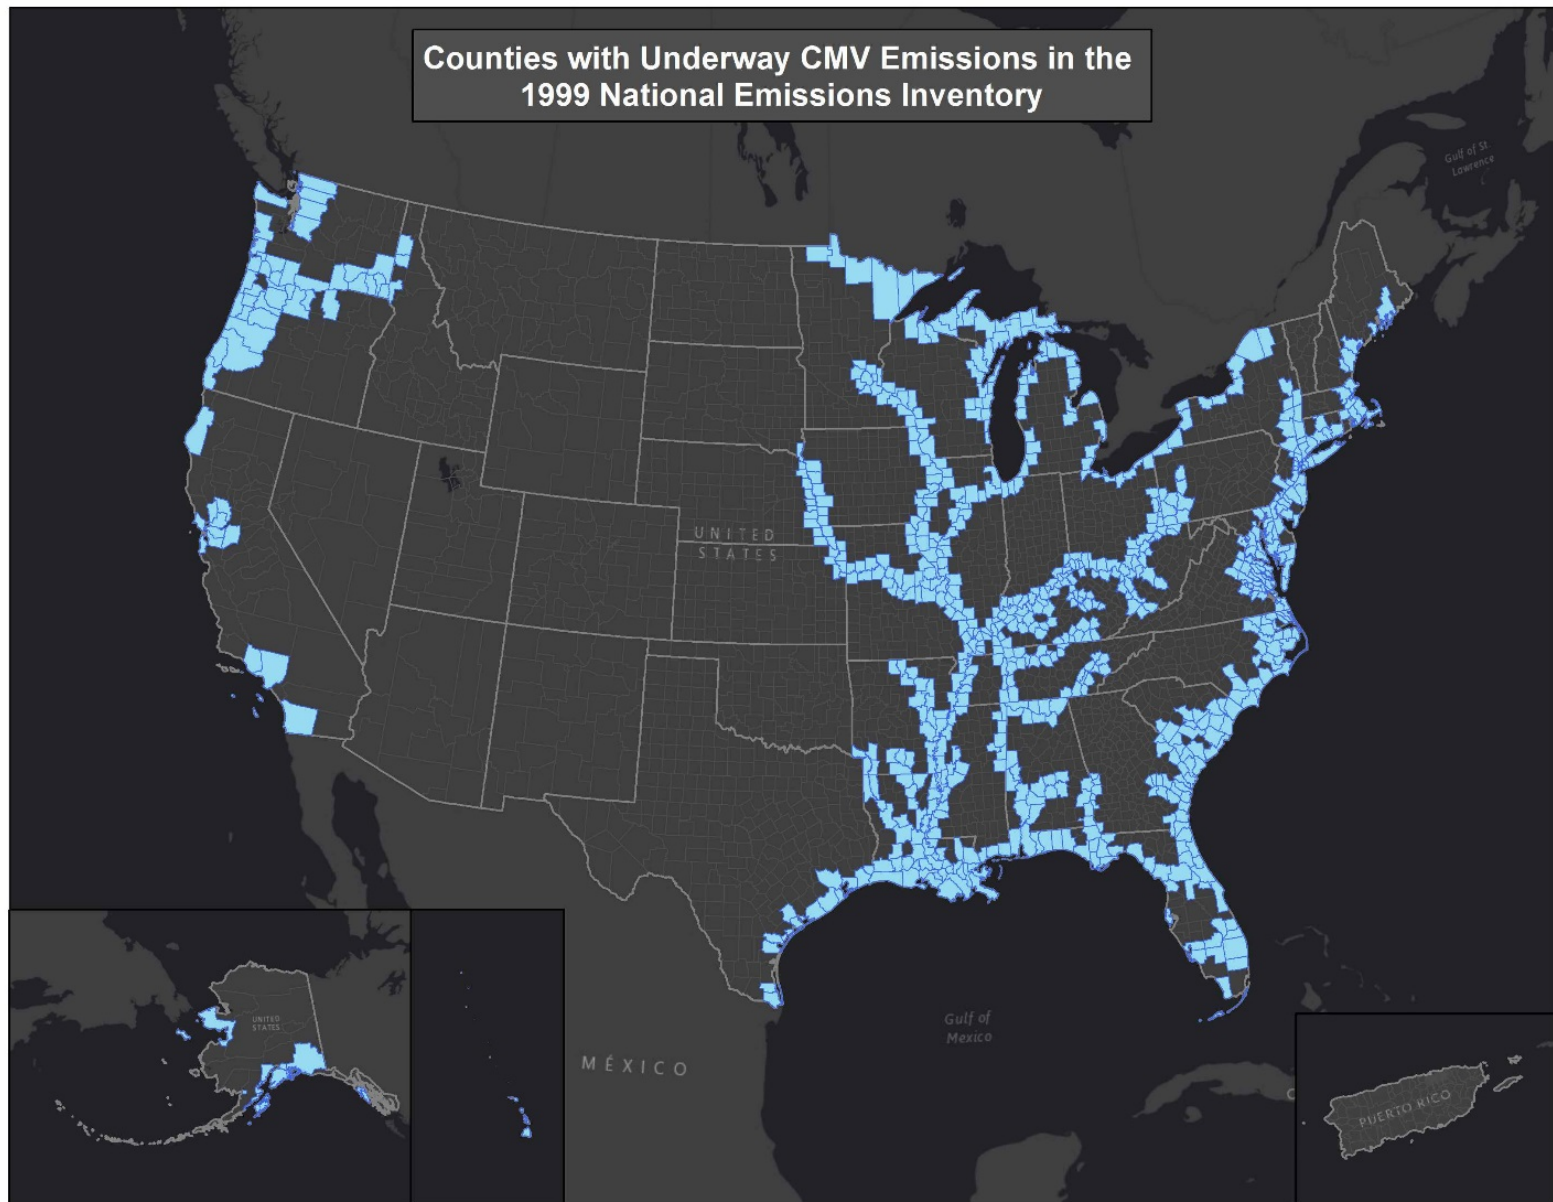 Counties with Underway CMV Emissions in the
1999 National Emissions Inventory
Gulf of St.
Lawrence
UNITED
STATES
UNITED
STATES
Gulf of
Mexico
MÉXICO
PUERTO RICO